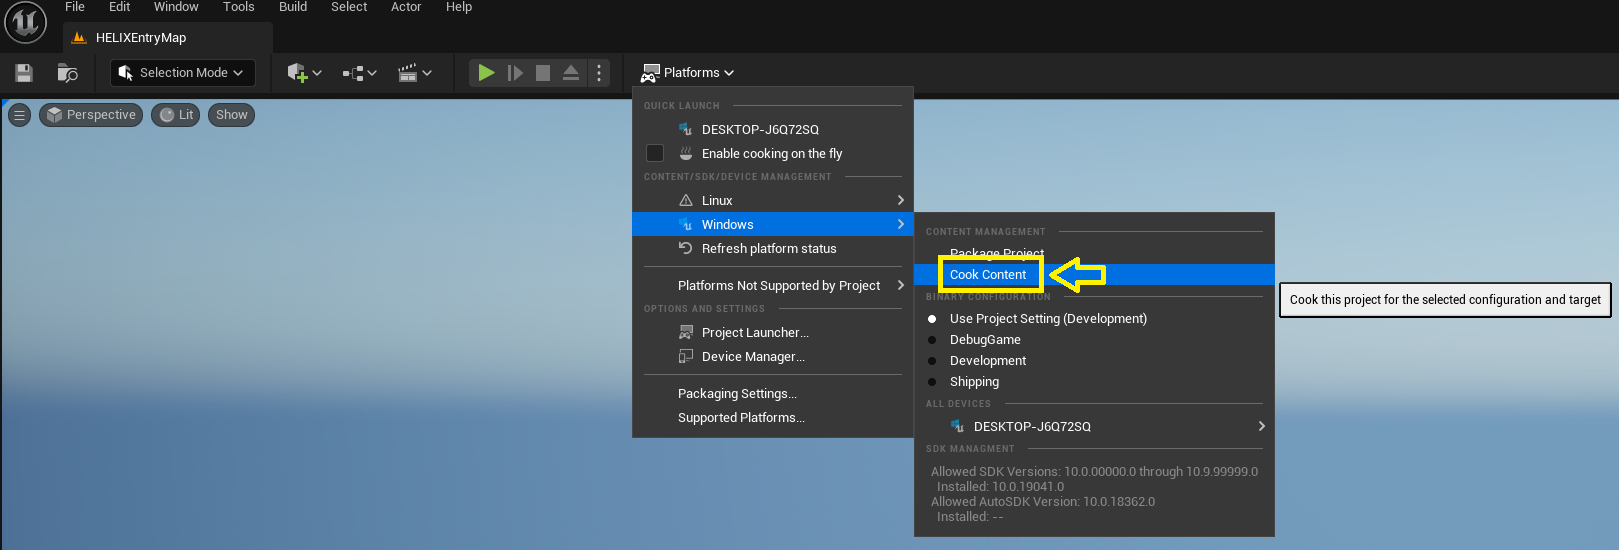 File Edit Window Tools Build Select Actor Help
HELIXEntryMap
Selection Mode
Platforms
Perspective Lit Show
QUICK LAUNCH
DESKTOP-J6Q72SQ
Enable cooking on the fly
CONTENT/SDK/DEVICE MANAGEMENT
Linux
Windows
Refresh platform status
Platforms Not Supported by Project
OPTIONS AND SETTINGS
Project Launcher...
Device Manager...
Packaging Settings...
Supported Platforms...
CONTENT MANAGEMENT
Package Project
Cook Content
BINARY CONFIGURATION
Use Project Setting (Development)
DebugGame
Development
Shipping
ALL DEVICES
DESKTOP-J6Q72SQ
SDK MANAGMENT
Allowed SDK Versions: 10.0.00000.0 through 10.9.99999.0
Installed: 10.0.19041.0
Allowed AutoSDK Version: 10.0.18362.0
Installed: --
Cook this project for the selected configuration and target